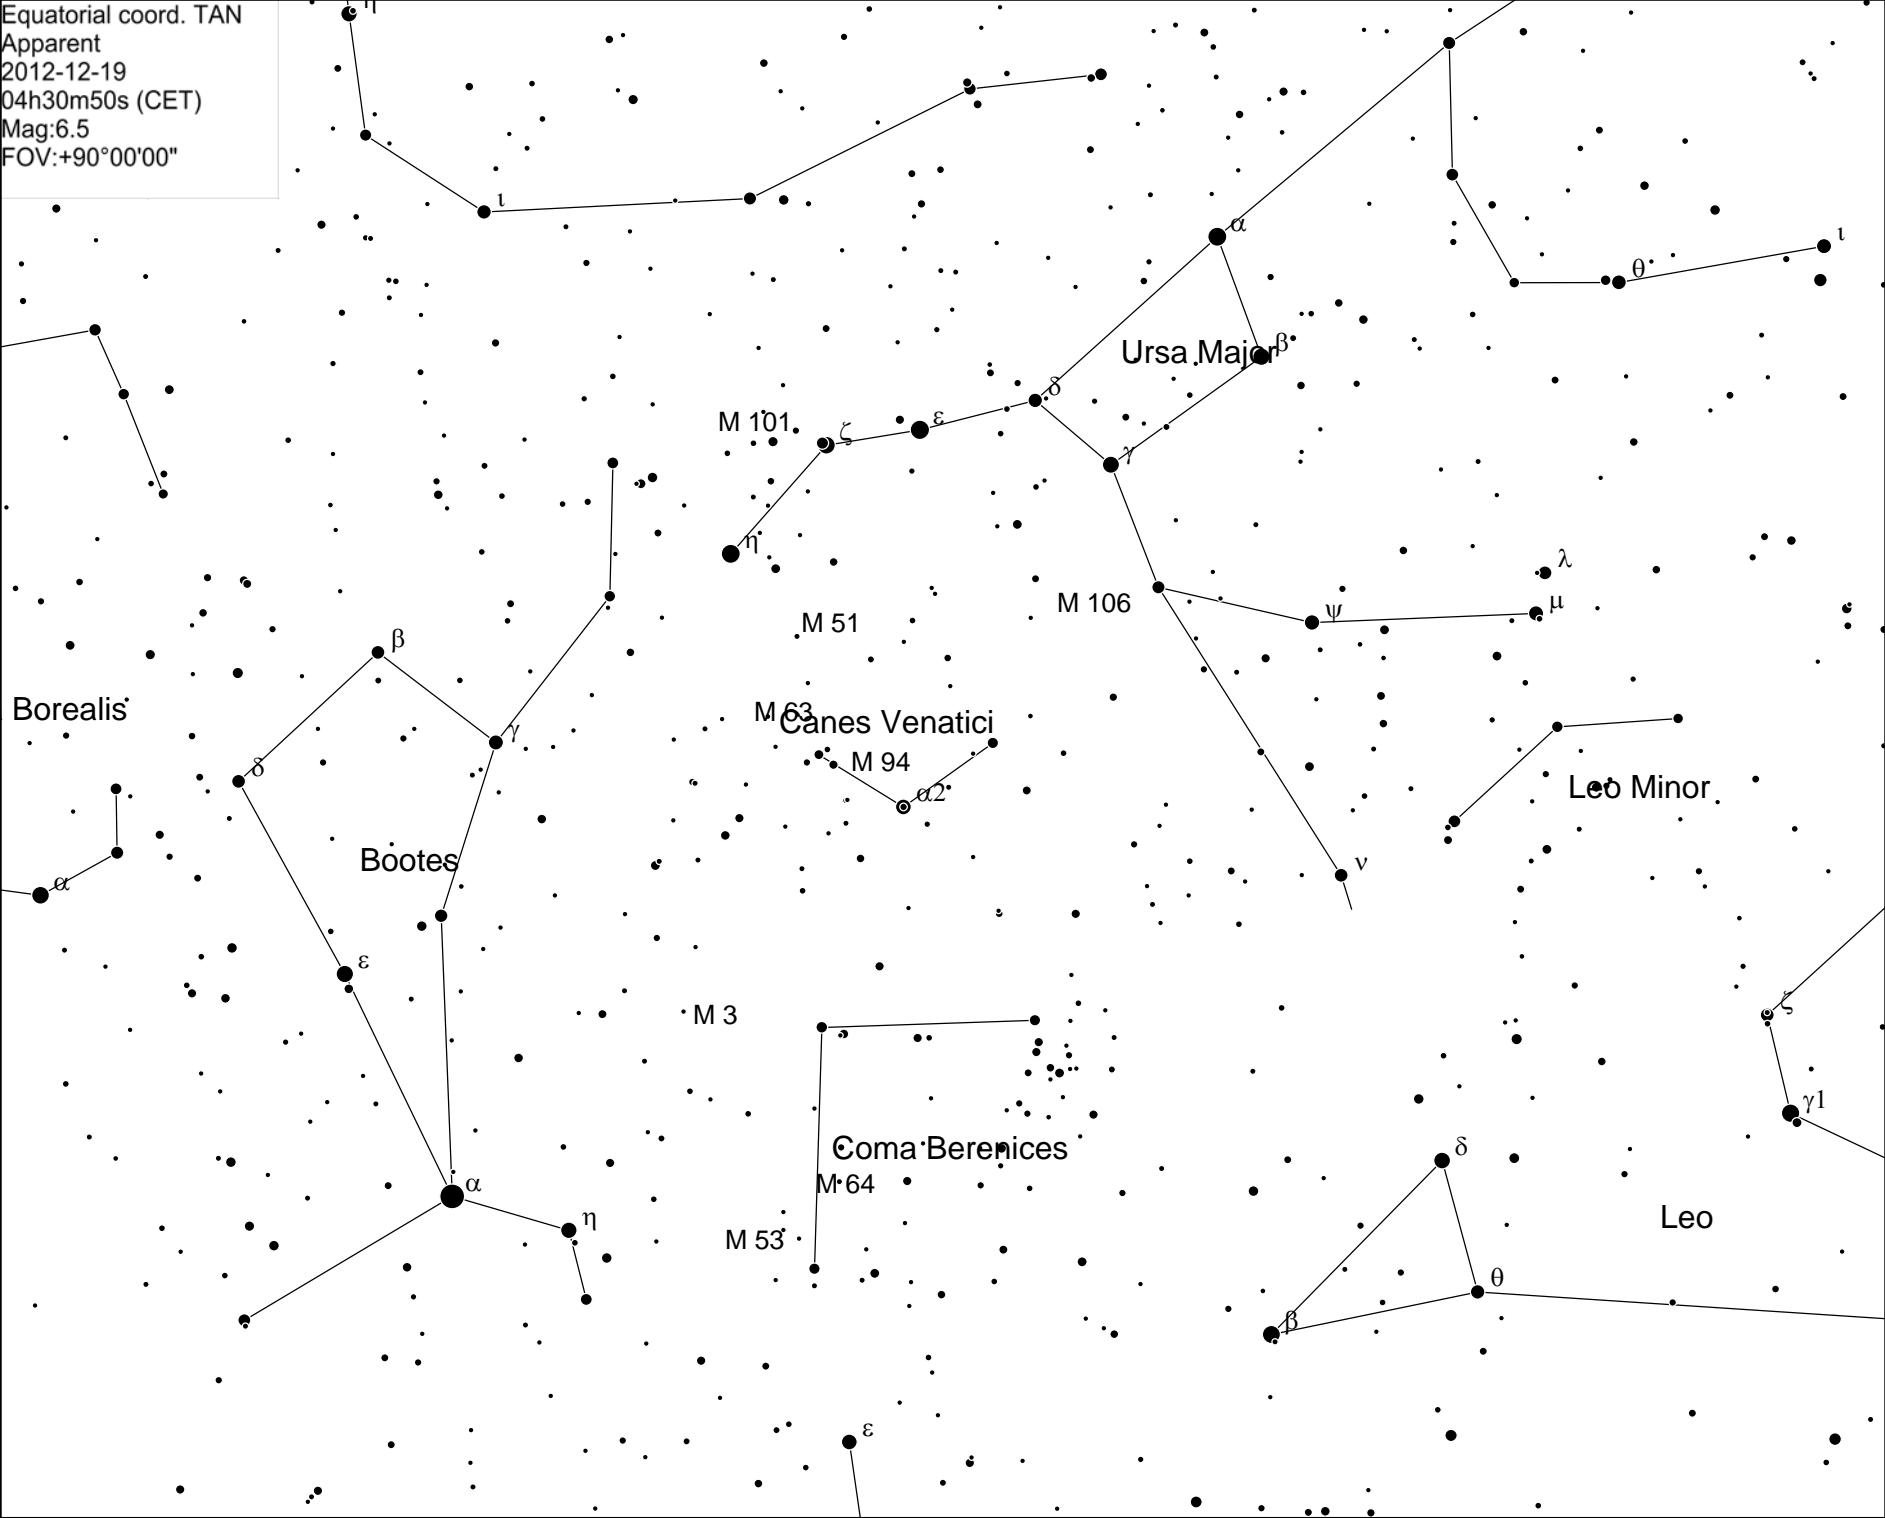 Equatorial coord. TAN
Apparent
2012-12-19
04h30m50s (CET)
Mag:6.5
FOV:+90°00'00"
η
ι
α
ι
θ
Ursa Major
β
δ
M 101
ζ
ε
γ
η
λ
M 106
μ
ψ
M 51
β
Borealis
M 63
Canes Venatici
γ
M 94
δ
α2
Leo Minor
Bootes
ν
α
ε
ζ
M 3
γ1
Coma Berenices
δ
M 64
α
Leo
η
M 53
θ
β
ε